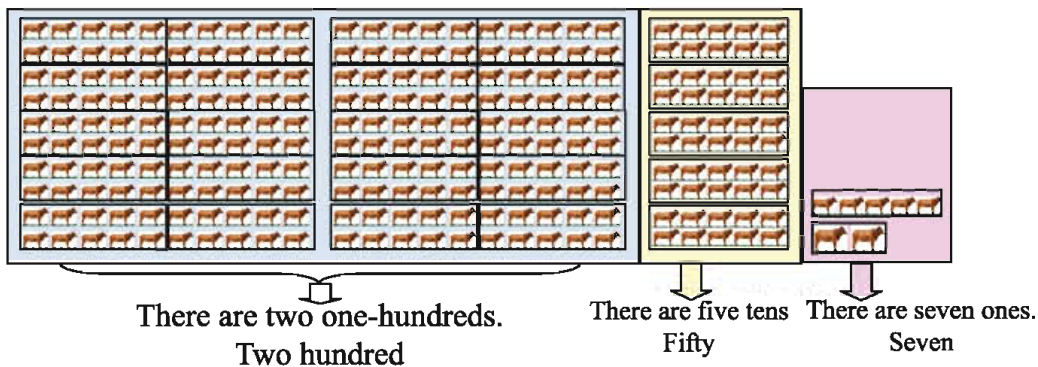 There are two one-hundreds.
Two hundred
There are five tens
Fifty
There are seven ones.
Seven